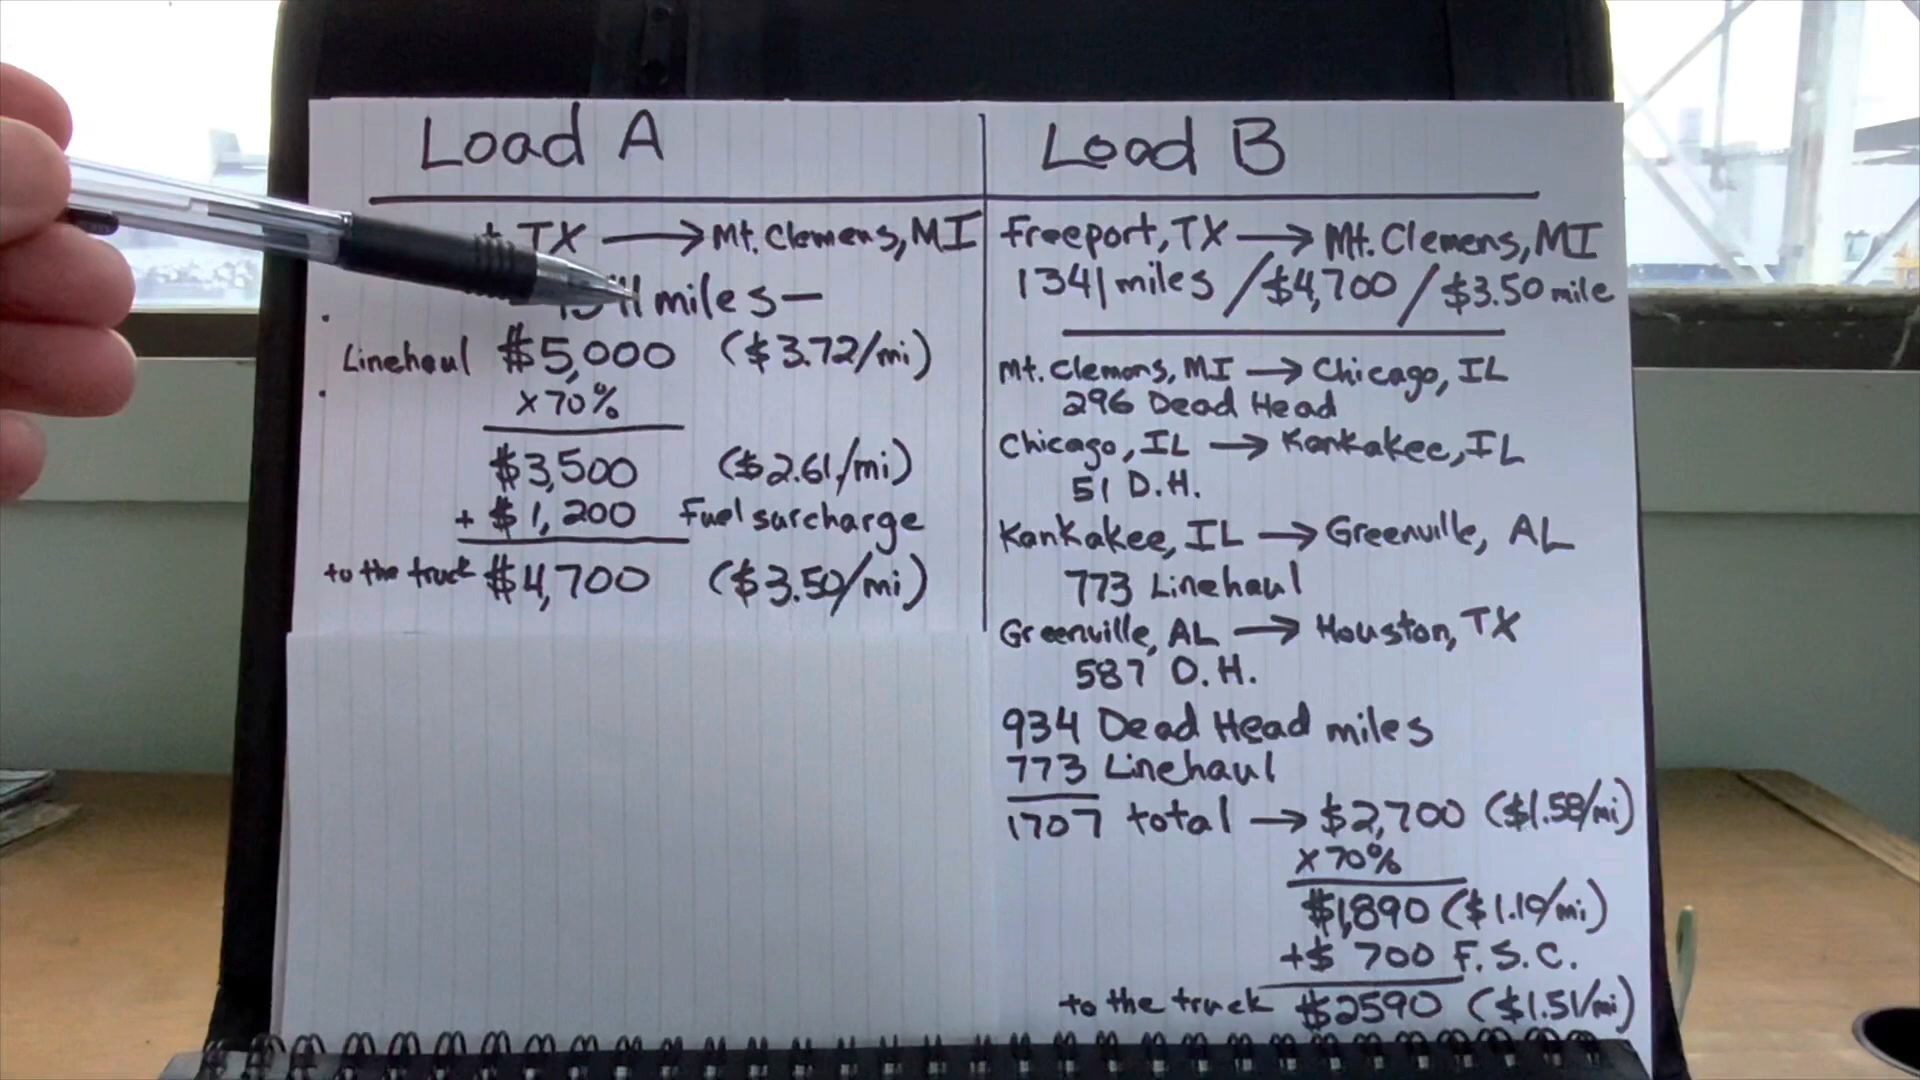 Load A
TX → Mt. Clemens, MI
miles —
Linehaul $5,000 ($3.72/mi)
x 70%
$3,500 ($2.61/mi)
+ $1,200 Fuel surcharge
to the truck $4,700 ($3.50/mi)
Load B
Freeport, TX → Mt. Clemens, MI
1341 miles / $4,700 / $3.50 mile
Mt. Clemons, MI → Chicago, IL
296 Dead Head
Chicago, IL → Kankakee, IL
51 D.H.
Kankakee, IL → Greenville, AL
773 Linehaul
Greenville, AL → Houston, TX
587 D.H.
934 Dead Head miles
773 Linehaul
1707 total → $2,700 ($1.58/mi)
x 70%
$1,890 ($1.10/mi)
+ $ 700 F.S.C.
to the truck $2590 ($1.51/mi)